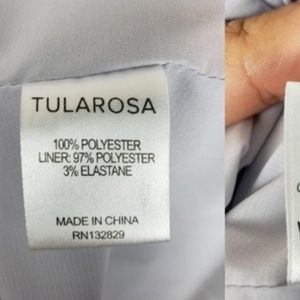 TULAROSA
100% POLYESTER
LINER: 97% POLYESTER
3% ELASTANE
MADE IN CHINA
RN132829